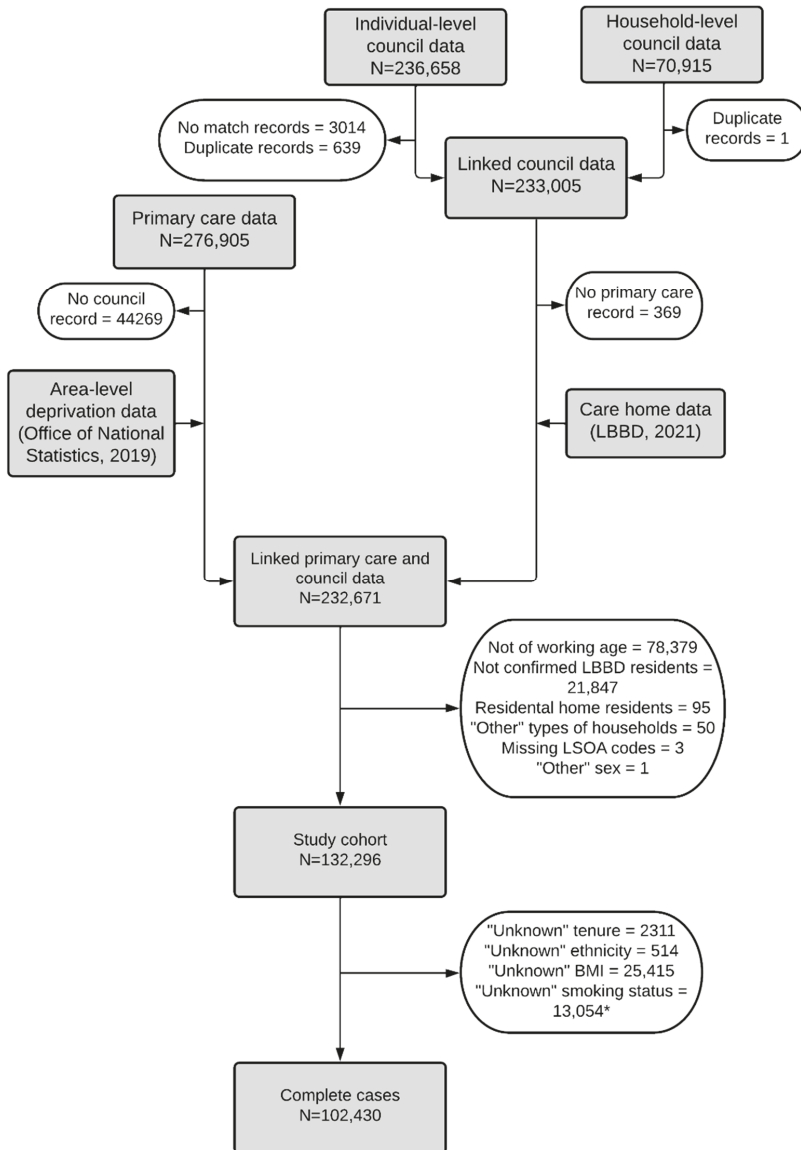 Individual-level
council data
N=236,658
Household-level
council data
N=70,915
No match records = 3014
Duplicate records = 639
Duplicate
records = 1
Linked council data
N=233,005
Primary care data
N=276,905
No council
record = 44269
No primary care
record = 369
Area-level
deprivation data
(Office of National
Statistics, 2019)
Care home data
(LBBD, 2021)
Linked primary care and
council data
N=232,671
Not of working age = 78,379
Not confirmed LBBD residents =
21,847
Residental home residents = 95
"Other" types of households = 50
Missing LSOA codes = 3
"Other" sex = 1
Study cohort
N=132,296
"Unknown" tenure = 2311
"Unknown" ethnicity = 514
"Unknown" BMI = 25,415
"Unknown" smoking status =
13,054*
Complete cases
N=102,430